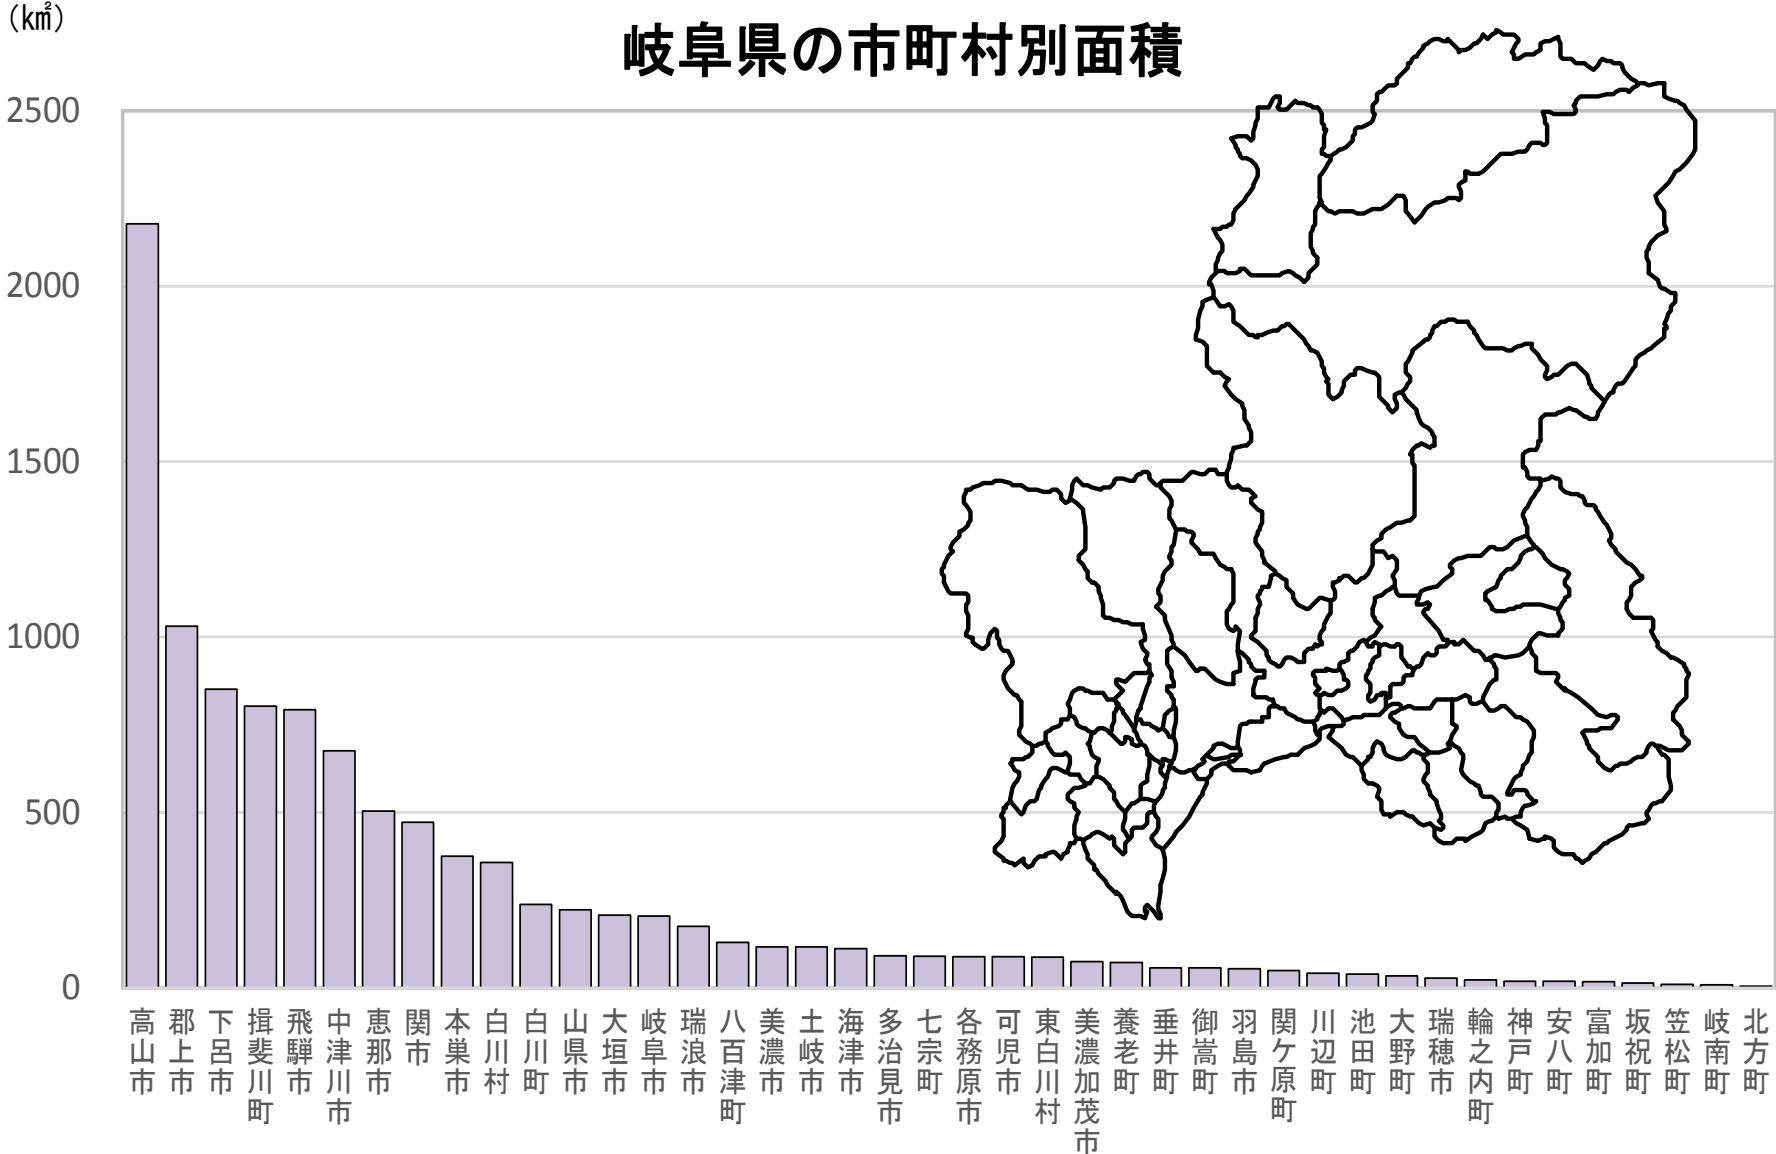 (k㎡)
岐阜県の市町村別面積
2500
2000
1500
1000
500
0
高山市
郡上市
下呂市
揖斐川町
飛騨市
中津川市
恵那市
関市
本巣市
白川村
白川町
山県市
大垣市
岐阜市
瑞浪市
八百津町
美濃市
土岐市
海津市
多治見市
七宗町
各務原市
可児市
東白川村
美濃加茂市
養老町
垂井町
御嵩町
羽島市
関ケ原町
川辺町
池田町
大野町
瑞穂市
輪之内町
神戸町
安八町
富加町
坂祝町
笠松町
岐南町
北方町